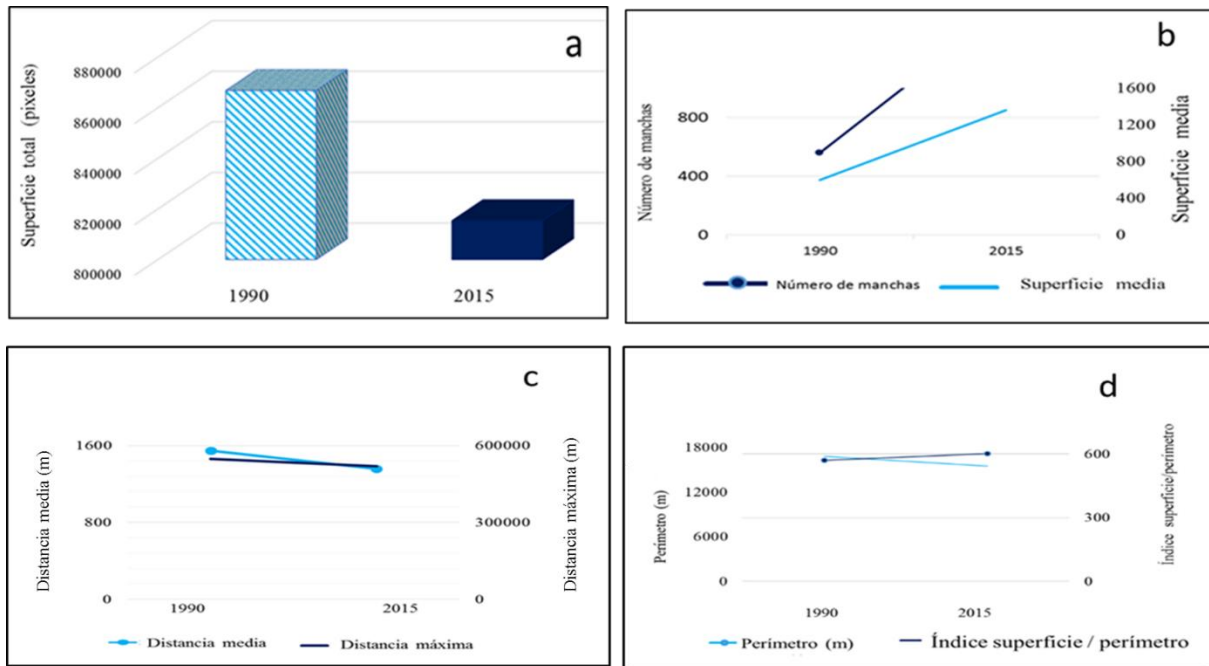 a
Superficie total (pixeles)
880000
860000
840000
820000
800000
1990 2015
b
Número de manchas
800
400
0
1600
1200
800
400
0
Superficie media
1990 2015
Número de manchas Superficie media
c
Distancia media (m)
1600
800
0
600000
300000
0
Distancia máxima (m)
1990 2015
Distancia media Distancia máxima
d
Perímetro (m)
18000
12000
6000
0
600
300
0
Índice superficie/perímetro
1990 2015
Perímetro (m) Índice superficie / perímetro